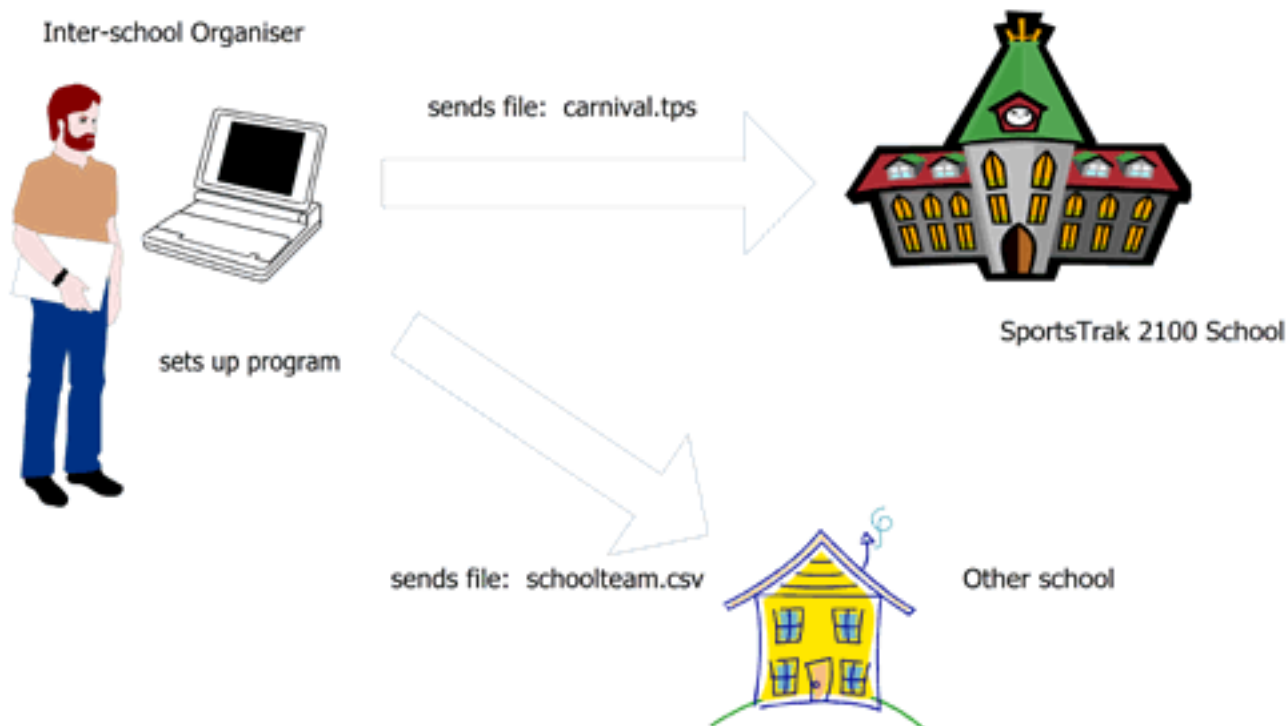 Inter-school Organiser
sends file: carnival.tps
SportsTrak 2100 School
sets up program
sends file: schoolteam.csv
Other school